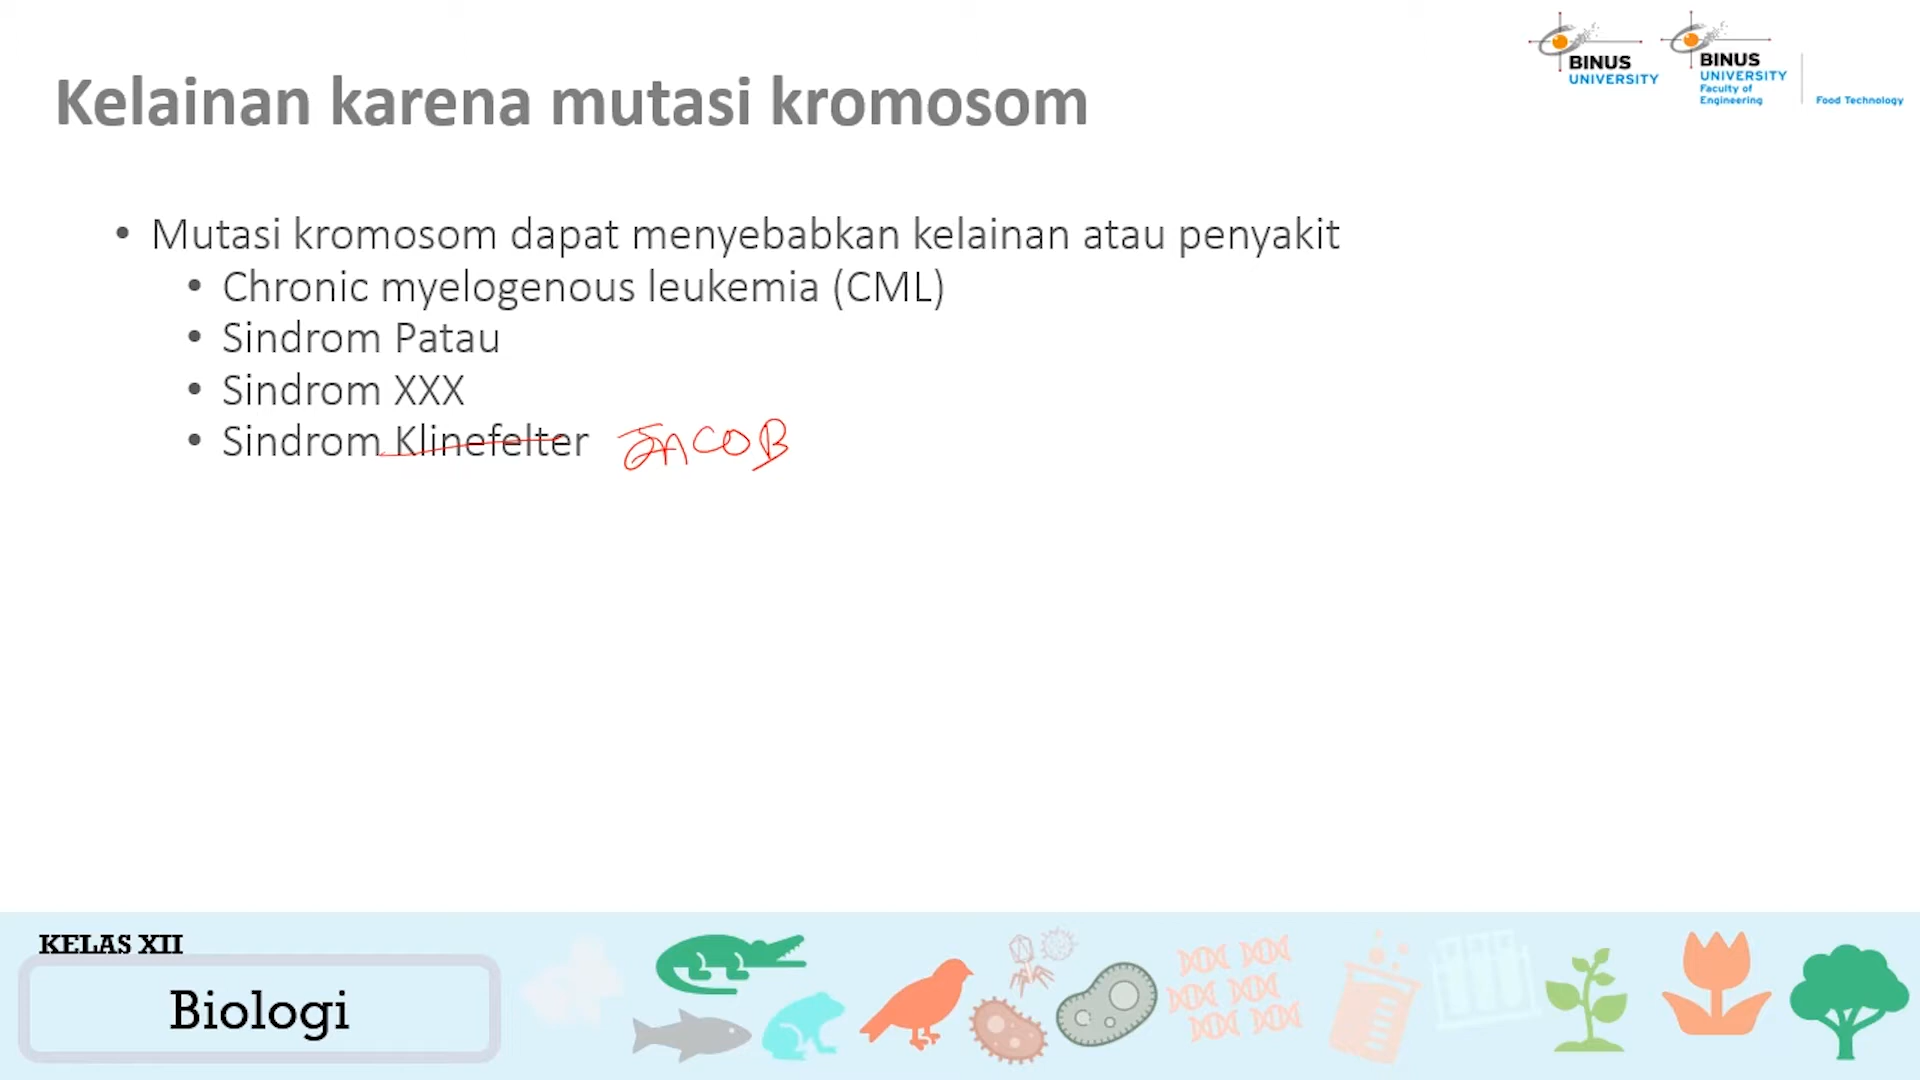 BINUS
UNIVERSITY
BINUS
UNIVERSITY
Faculty of
Engineering
Food Technology
Kelainan karena mutasi kromosom
• Mutasi kromosom dapat menyebabkan kelainan atau penyakit
• Chronic myelogenous leukemia (CML)
• Sindrom Patau
• Sindrom XXX
• Sindrom Klinefelter JACOB
KELAS XII
Biologi